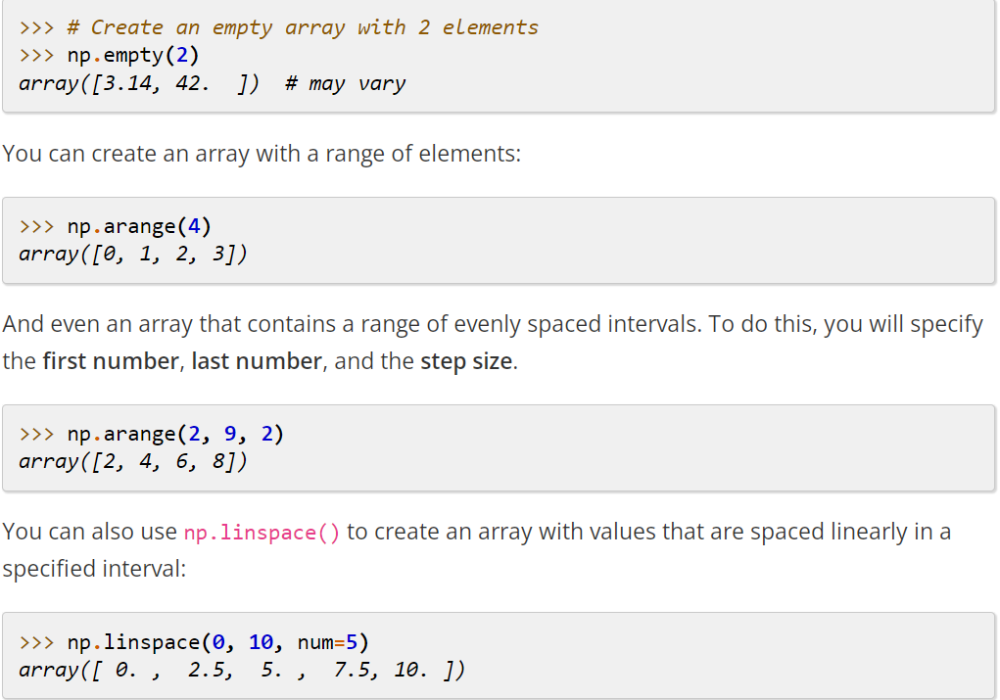 >>> # Create an empty array with 2 elements
>>> np.empty(2)
array([3.14, 42.  ])  # may vary
You can create an array with a range of elements:
>>> np.arange(4)
array([0, 1, 2, 3])
And even an array that contains a range of evenly spaced intervals. To do this, you will specify
the first number, last number, and the step size.
>>> np.arange(2, 9, 2)
array([2, 4, 6, 8])
You can also use np.linspace() to create an array with values that are spaced linearly in a
specified interval:
>>> np.linspace(0, 10, num=5)
array([ 0. ,  2.5,  5. ,  7.5, 10. ])